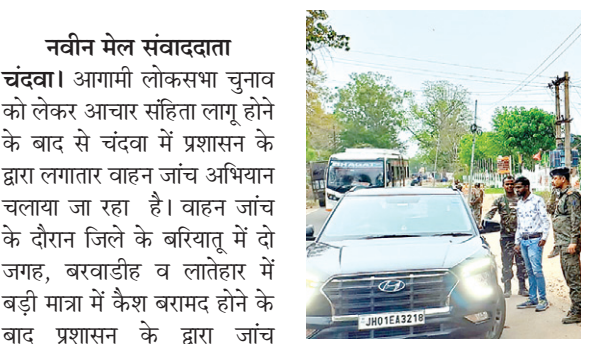 नवीन मेल संवाददाता
चंदवा। आगामी लोकसभा चुनाव
को लेकर आचार संहिता लागू होने
के बाद से चंदवा में प्रशासन के
द्वारा लगातार वाहन जांच अभियान
चलाया जा रहा है। वाहन जांच
के दौरान जिले के बरियातू में दो
जगह, बरवाडीह व लातेहार में
बड़ी मात्रा में कैश बरामद होने के
बाद प्रशासन के द्वारा जांच
BHAGAT
JH01EA3218